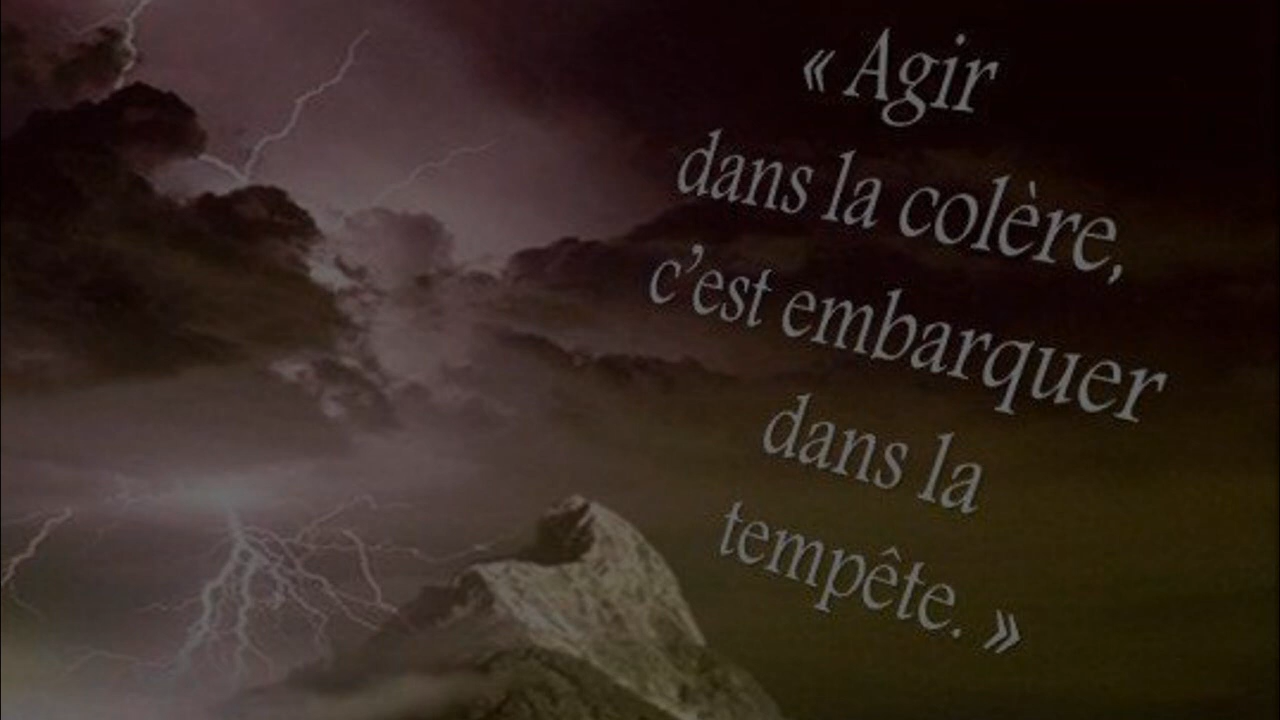 « Agir
dans la colère,
c’est embarquer
dans la
tempête. »